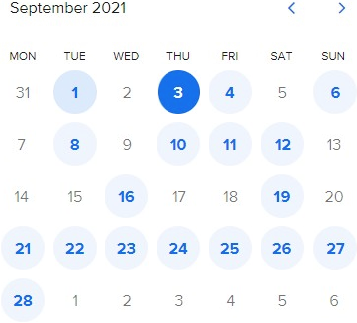 September 2021
MON TUE WED THU FRI SAT SUN
31 1 2 3 4 5 6
7 8 9 10 11 12 13
14 15 16 17 18 19 20
21 22 23 24 25 26 27
28 1 2 3 4 5 6